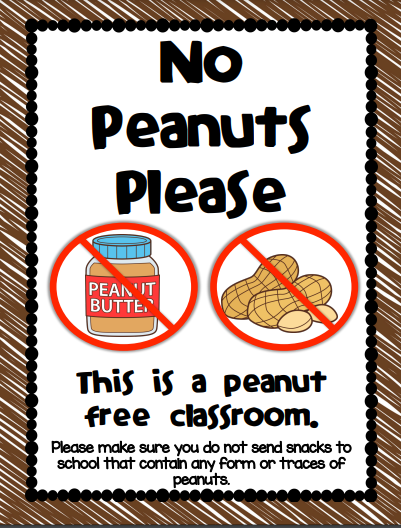 No
Peanuts
Please
PEANUT
BUTTER
This is a peanut
free classroom.
Please make sure you do not send snacks to
school that contain any form or traces of
peanuts.